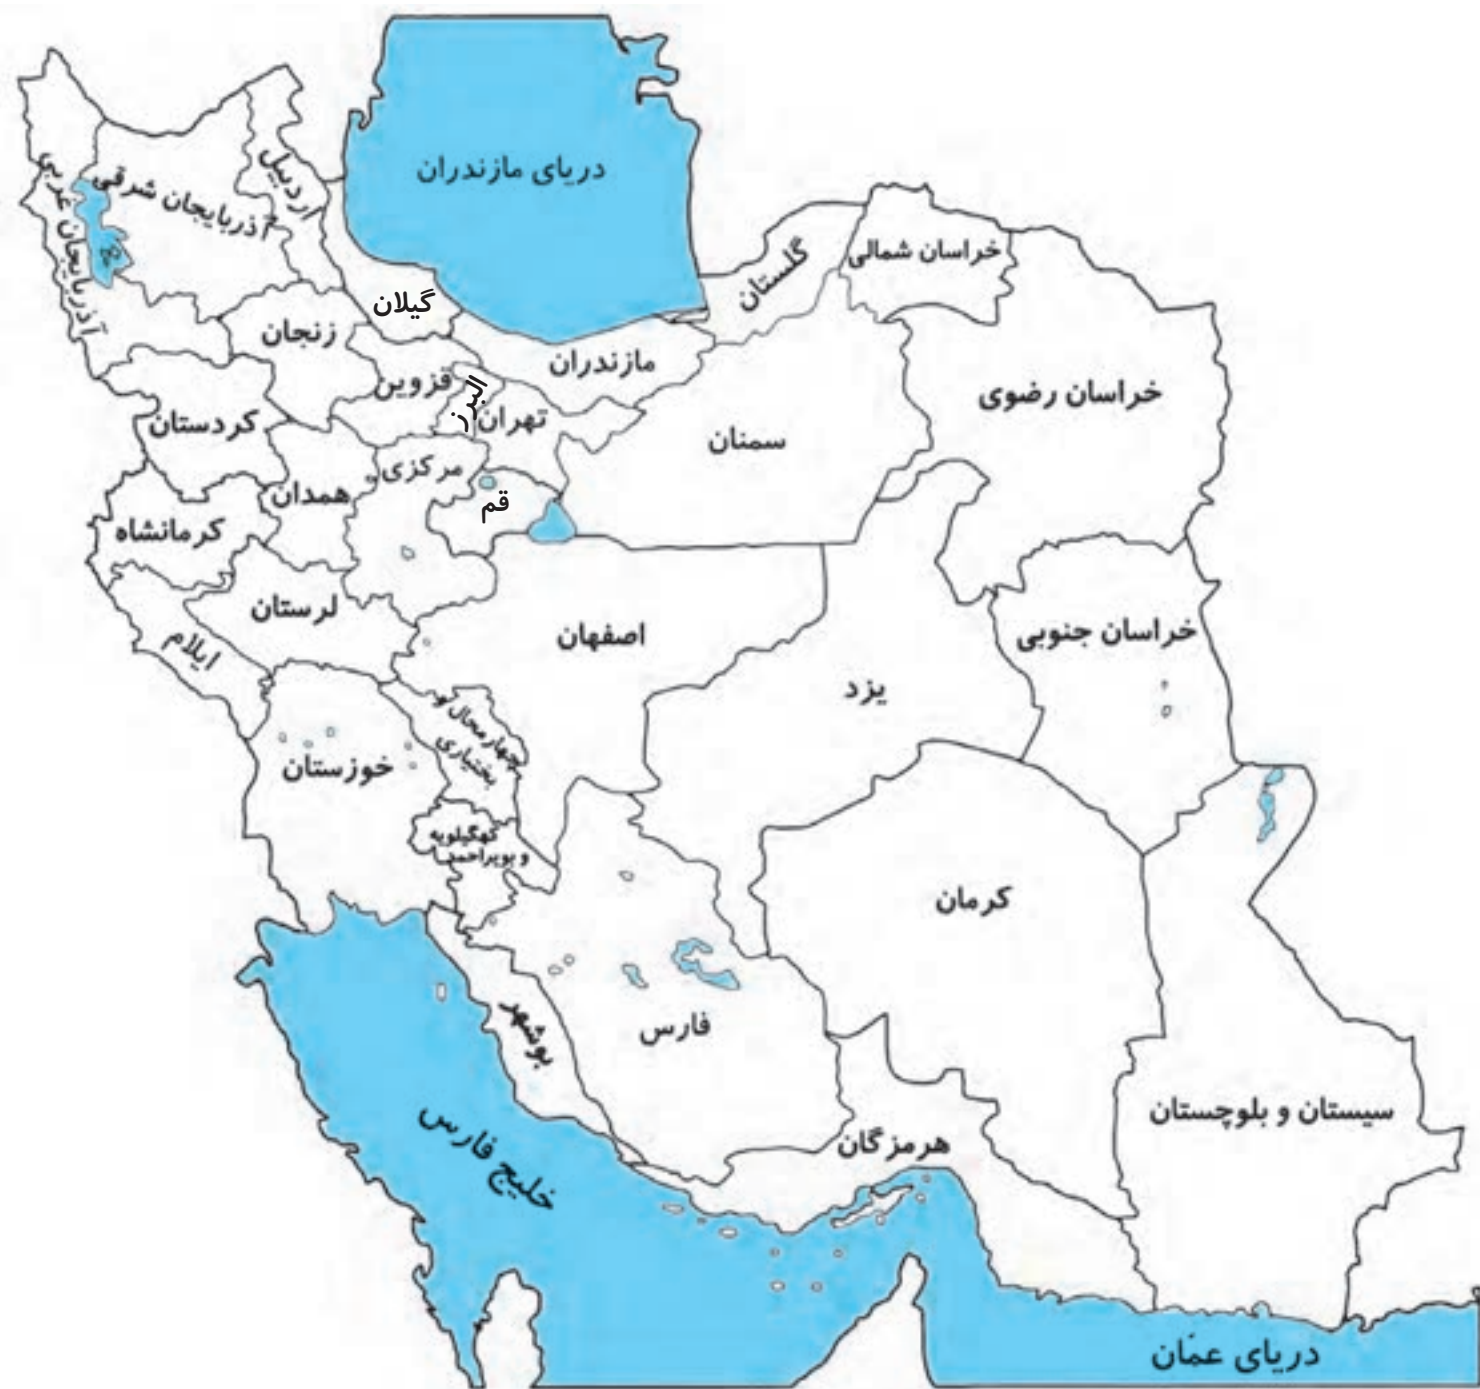 دریای مازندران
اردبیل
آذربایجان شرقی
آذربایجان غربی
گیلان
گلستان
خراسان شمالی
زنجان
مازندران
قزوین
البرز
تهران
خراسان رضوی
کردستان
سمنان
مرکزی
همدان
قم
کرمانشاه
لرستان
اصفهان
خراسان جنوبی
ایلام
یزد
چهارمحال و
بختیاری
خوزستان
کهگیلویه
و بویراحمد
کرمان
فارس
بوشهر
سیستان و بلوچستان
هرمزگان
خلیج فارس
دریای عمّان